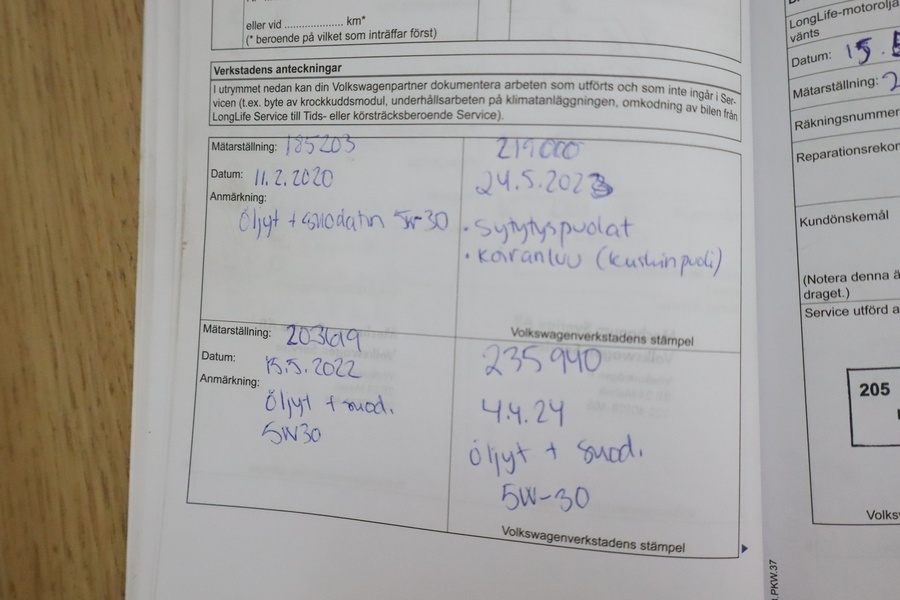 eller vid .................... km*
(* beroende på vilket som inträffar först)
Verkstadens anteckningar
I utrymmet nedan kan din Volkswagenpartner dokumentera arbeten som utförts och som inte ingår i Ser-
vicen (t.ex. byte av krockkuddsmodul, underhållsarbeten på klimatanläggningen, omkodning av bilen från
LongLife Service till Tids- eller körsträcksberoende Service).
Mätarställning: 185203
Datum: 11.2.2020
Anmärkning:
Öljyt + suodatin 5w-30
219000
24.5.2023
• Sytytyspuolat
• Koiranluu (kuskinpuoli)
Volkswagenverkstadens stämpel
Mätarställning: 203619
Datum: 15.5.2022
Anmärkning:
Öljyt + suod.
5W30
235940
4.4.24
öljyt + suod.
5W-30
Volkswagenverkstadens stämpel
LongLife-motorolja
vänts
Datum: 15.5
Mätarställning: 2
Räkningsnummer
Reparationsrekor
Kundönskemål
(Notera denna ä
draget.)
Service utförd a
205
Volks
.PKW.37